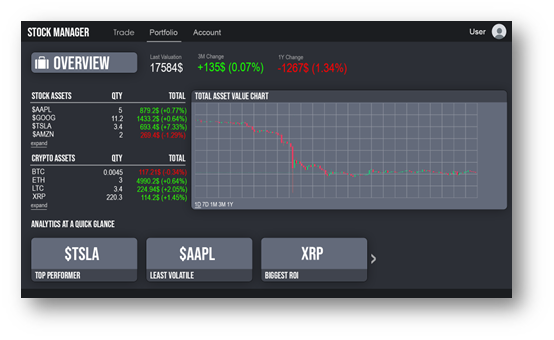 STOCK MANAGER Trade Portfolio Account User
OVERVIEW
Last Valuation
17584$
3M Change
+135$ (0.07%)
1Y Change
-1267$ (1.34%)
STOCK ASSETS QTY TOTAL
$AAPL 5 879.2$ (+0.77%)
$GOOG 11.2 1433.2$ (+0.64%)
$TSLA 3.4 693.4$ (+7.33%)
$AMZN 2 269.4$ (-1.29%)
expand
CRYPTO ASSETS QTY TOTAL
BTC 0.0045 117.21$ (-0.34%)
ETH 3 4990.2$ (+0.64%)
LTC 3.4 224.94$ (+2.05%)
XRP 220.3 114.2$ (+1.45%)
expand
TOTAL ASSET VALUE CHART
1D 7D 1M 3M 1Y
ANALYTICS AT A QUICK GLANCE
$TSLA
TOP PERFORMER
$AAPL
LEAST VOLATILE
XRP
BIGGEST ROI